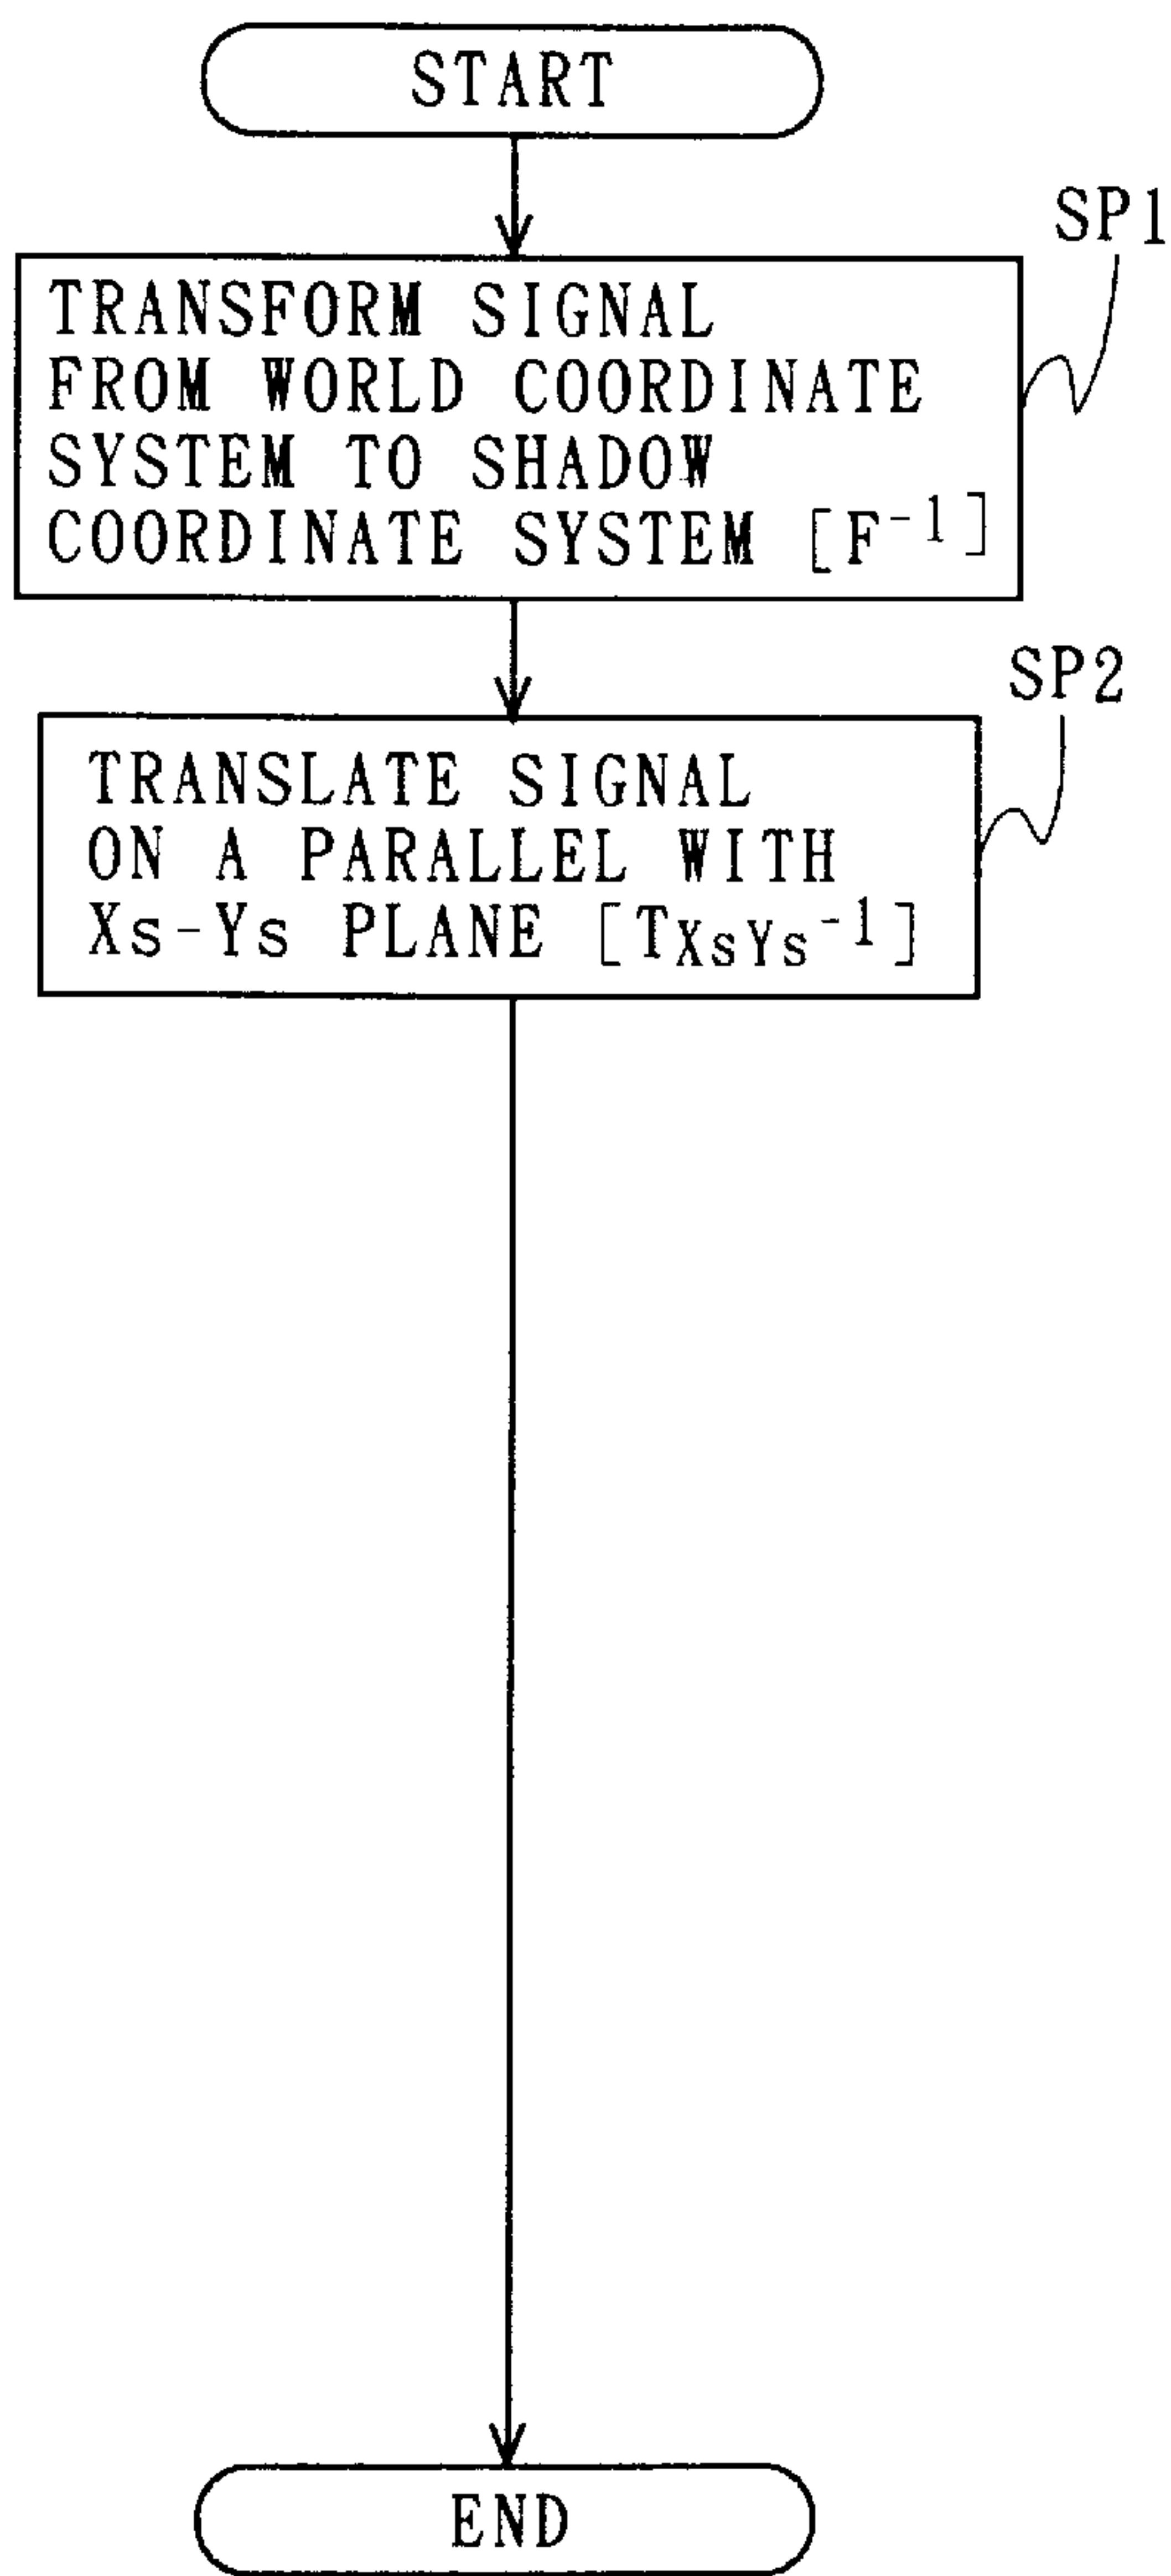 START
SP1
TRANSFORM SIGNAL
FROM WORLD COORDINATE
SYSTEM TO SHADOW
COORDINATE SYSTEM [F⁻¹]
SP2
TRANSLATE SIGNAL
ON A PARALLEL WITH
Xs-Ys PLANE [TXsYs⁻¹]
END